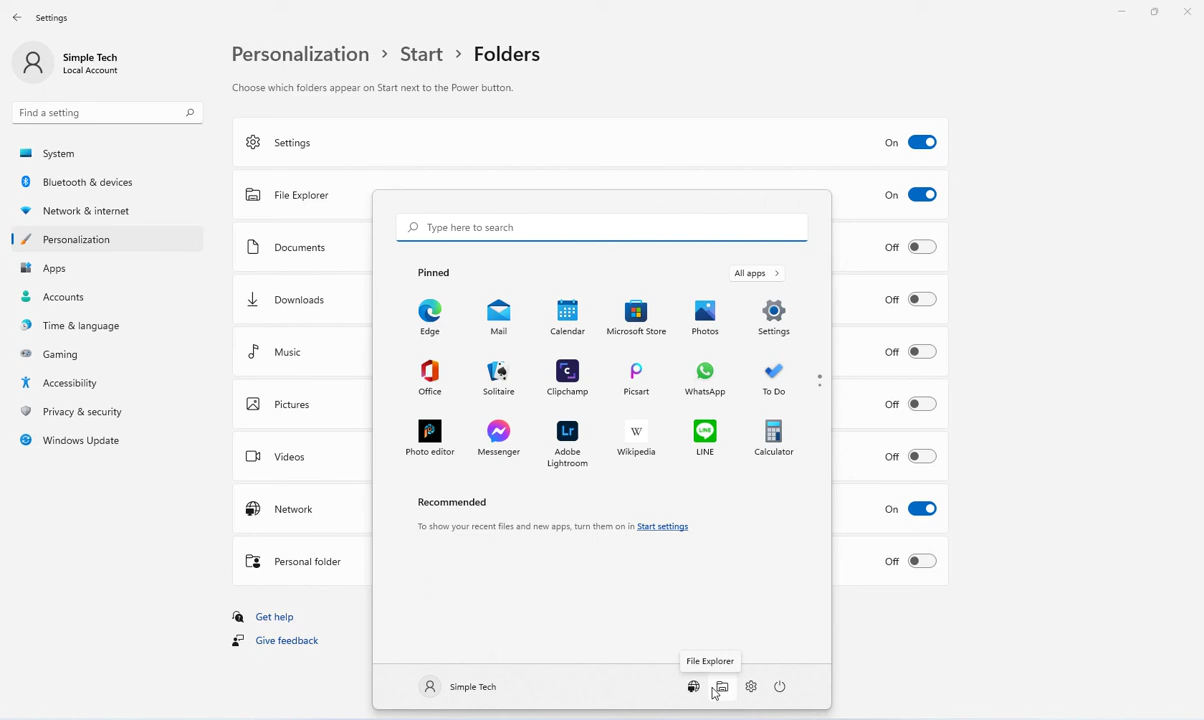 Settings
Simple Tech
Local Account
Find a setting
System
Bluetooth & devices
Network & internet
Personalization
Apps
Accounts
Time & language
Gaming
Accessibility
Privacy & security
Windows Update
Personalization > Start > Folders
Choose which folders appear on Start next to the Power button.
Settings On
File Explorer On
Documents Off
Downloads Off
Music Off
Pictures Off
Videos Off
Network On
Personal folder Off
Get help
Give feedback
Type here to search
Pinned All apps >
Edge Mail Calendar Microsoft Store Photos Settings
Office Solitaire Clipchamp Picsart WhatsApp To Do
Photo editor Messenger Adobe Lightroom Wikipedia LINE Calculator
Recommended
To show your recent files and new apps, turn them on in Start settings
File Explorer
Simple Tech